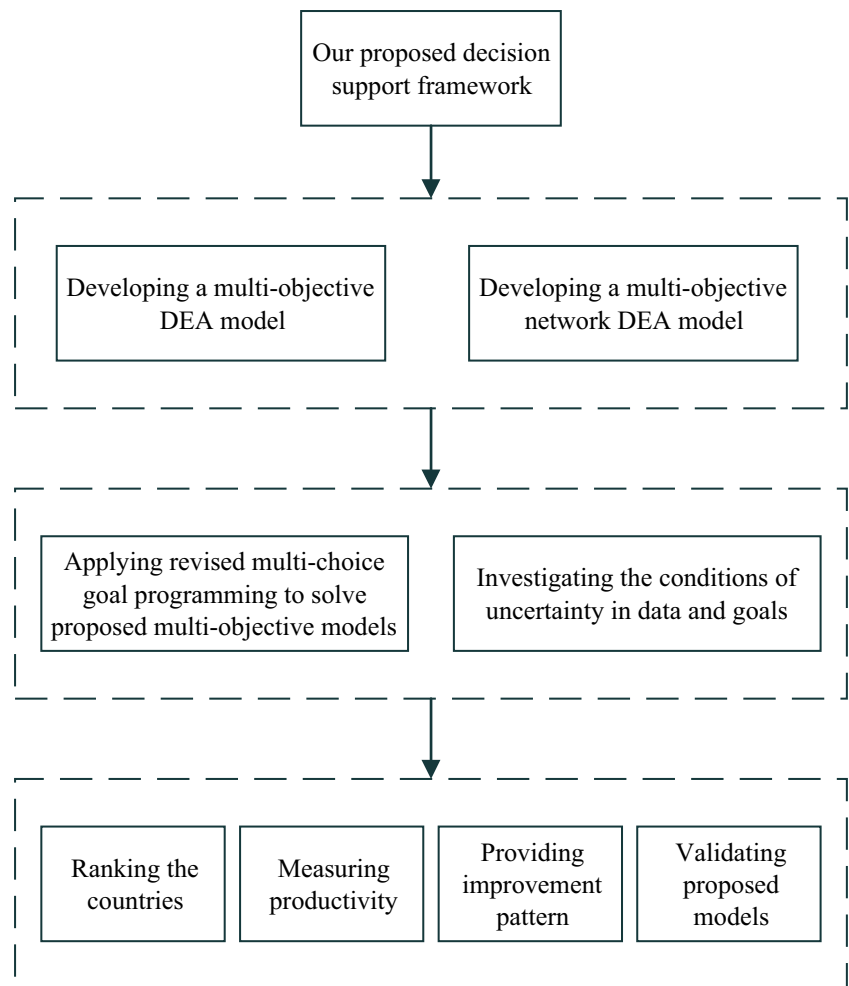 Our proposed decision
support framework
Developing a multi-objective
DEA model
Developing a multi-objective
network DEA model
Applying revised multi-choice
goal programming to solve
proposed multi-objective models
Investigating the conditions of
uncertainty in data and goals
Ranking the
countries
Measuring
productivity
Providing
improvement
pattern
Validating
proposed
models